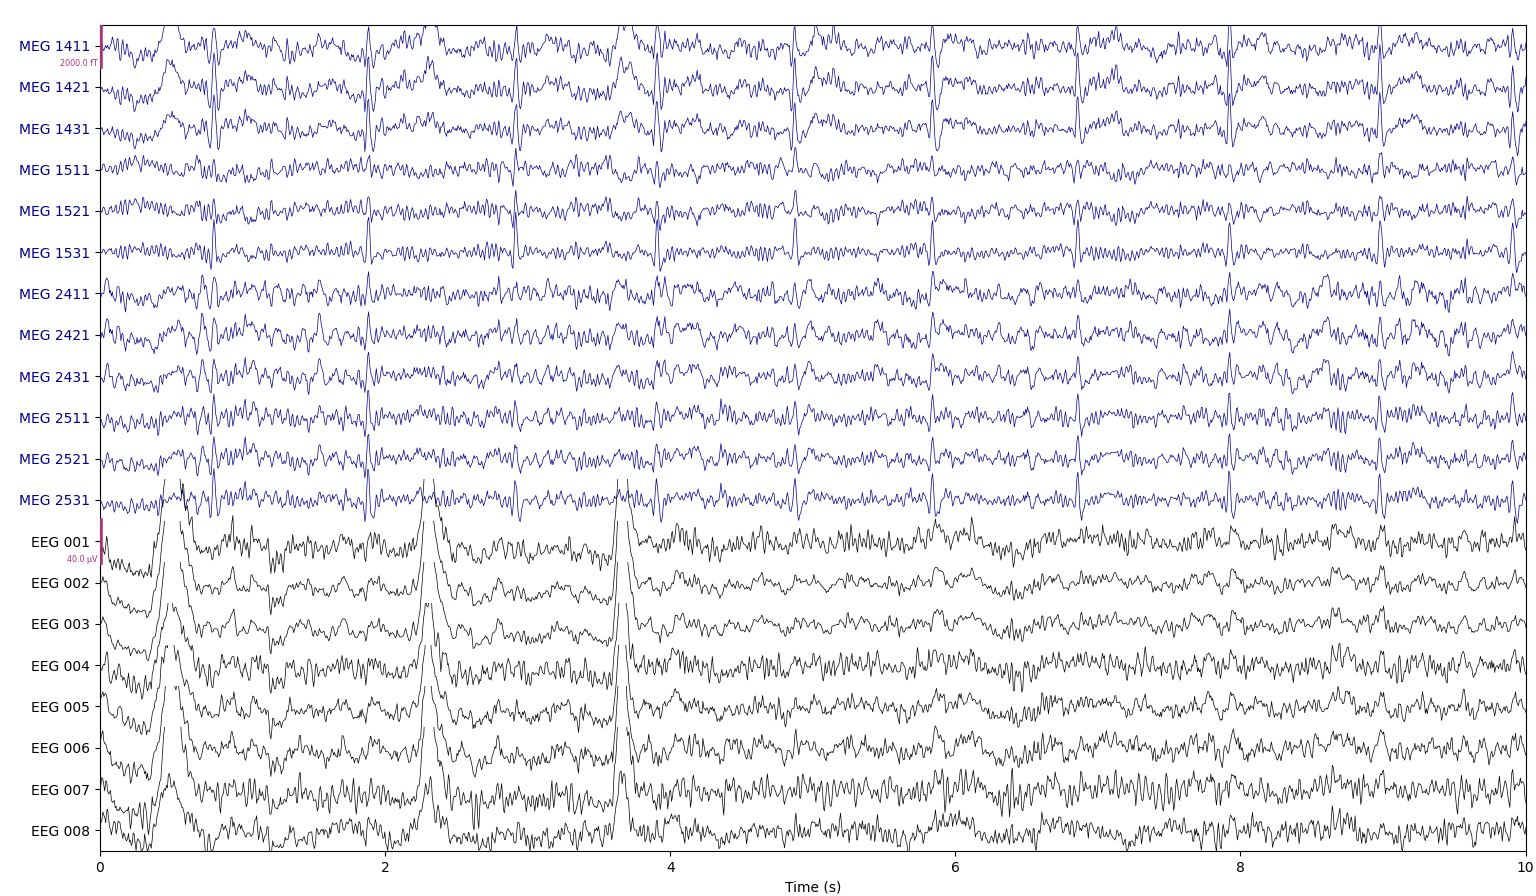 MEG 1411
2000.0 fT
MEG 1421
MEG 1431
MEG 1511
MEG 1521
MEG 1531
MEG 2411
MEG 2421
MEG 2431
MEG 2511
MEG 2521
MEG 2531
EEG 001
40.0 µV
EEG 002
EEG 003
EEG 004
EEG 005
EEG 006
EEG 007
EEG 008
0 2 4 6 8 10
Time (s)